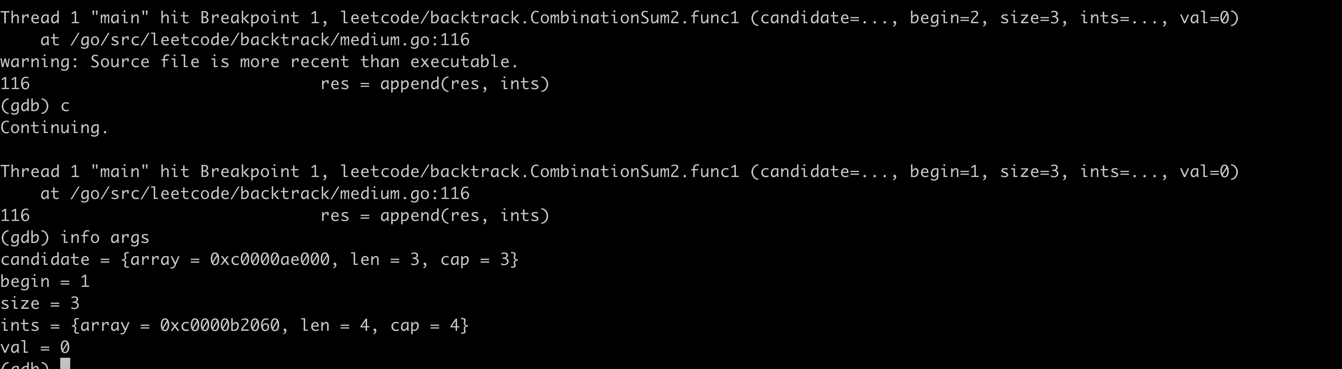 Thread 1 "main" hit Breakpoint 1, leetcode/backtrack.CombinationSum2.func1 (candidate=..., begin=2, size=3, ints=..., val=0)
    at /go/src/leetcode/backtrack/medium.go:116
warning: Source file is more recent than executable.
116                             res = append(res, ints)
(gdb) c
Continuing.

Thread 1 "main" hit Breakpoint 1, leetcode/backtrack.CombinationSum2.func1 (candidate=..., begin=1, size=3, ints=..., val=0)
    at /go/src/leetcode/backtrack/medium.go:116
116                             res = append(res, ints)
(gdb) info args
candidate = {array = 0xc0000ae000, len = 3, cap = 3}
begin = 1
size = 3
ints = {array = 0xc0000b2060, len = 4, cap = 4}
val = 0
(gdb)